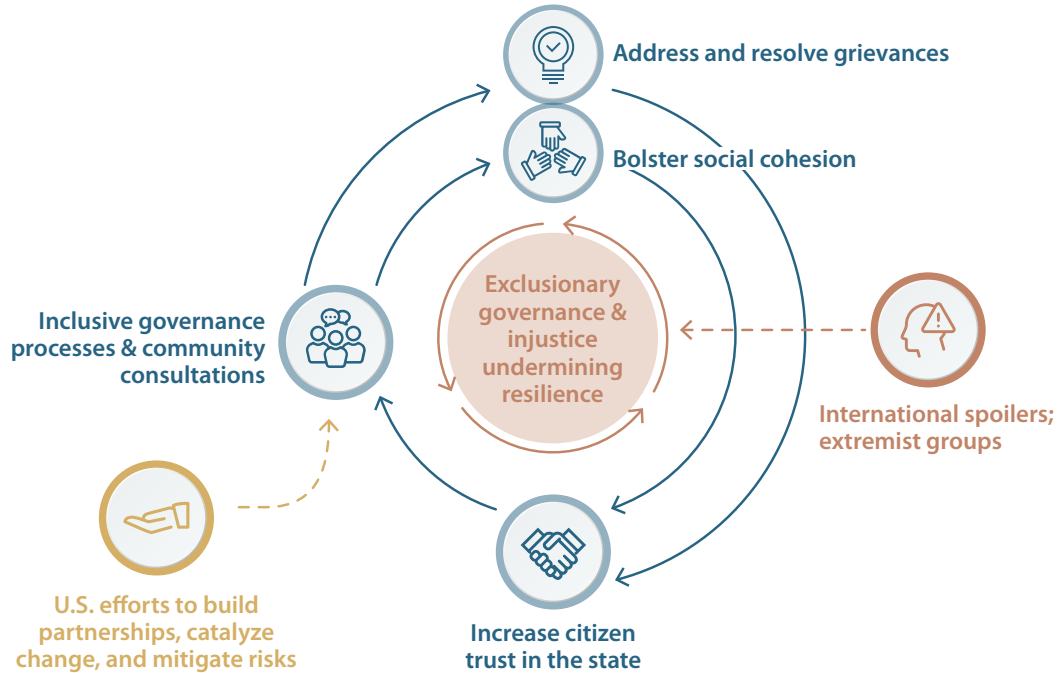 Address and resolve grievances
Bolster social cohesion
Exclusionary
governance &
injustice
undermining
resilience
Inclusive governance
processes & community
consultations
International spoilers;
extremist groups
U.S. efforts to build
partnerships, catalyze
change, and mitigate risks
Increase citizen
trust in the state